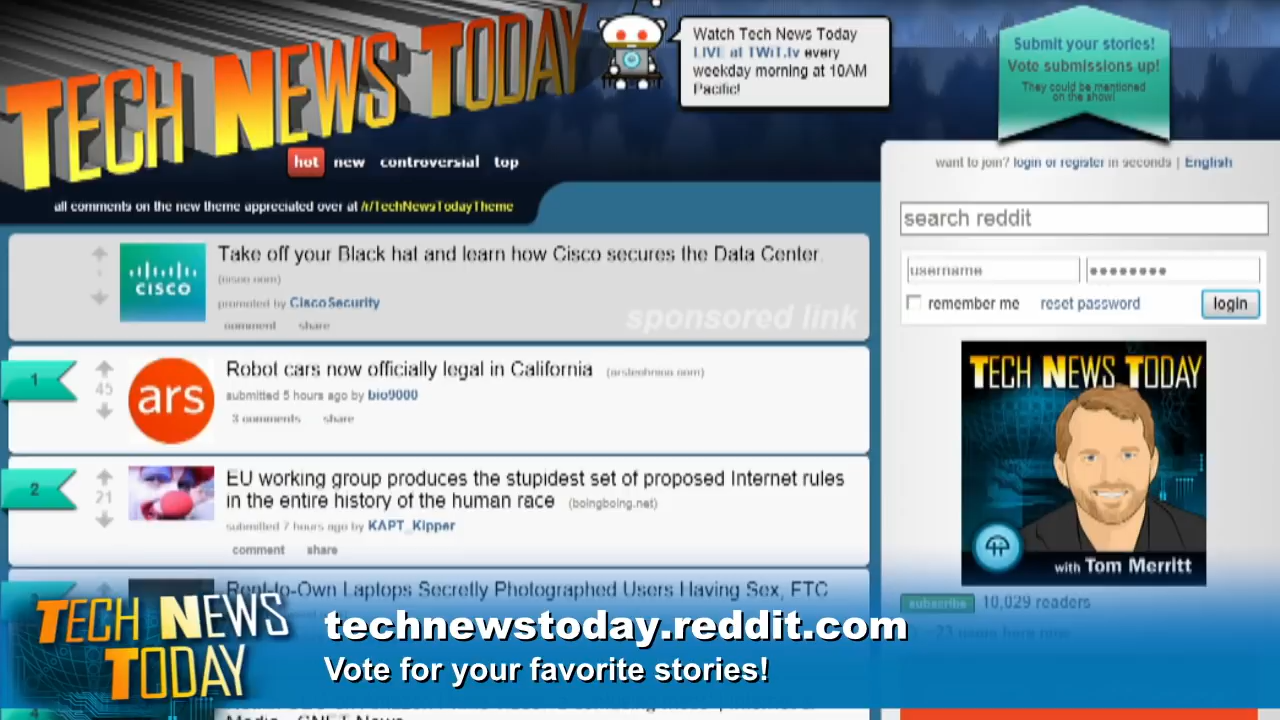 TECH NEWS TODAY
Watch Tech News Today
LIVE at TWiT.tv every
weekday morning at 10AM
Pacific!
Submit your stories!
Vote submissions up!
They could be mentioned
on the show!
hot new controversial top
want to join? login or register in seconds | English
all comments on the new theme appreciated over at /r/TechNewsTodayTheme
search reddit
cisco
Take off your Black hat and learn how Cisco secures the Data Center
(cisco.com)
promoted by CiscoSecurity
comment share
sponsored link
username
remember me reset password login
1
45
ars
Robot cars now officially legal in California (arstechnica.com)
submitted 5 hours ago by bio9000
3 comments share
TECH NEWS TODAY
with Tom Merritt
2
21
EU working group produces the stupidest set of proposed Internet rules
in the entire history of the human race (boingboing.net)
submitted 7 hours ago by KAPT_Kipper
comment share
Rent-to-Own Laptops Secretly Photographed Users Having Sex, FTC
subscribe 10,029 readers
TECH NEWS
TODAY
technewstoday.reddit.com
Vote for your favorite stories!
Media - CNET News